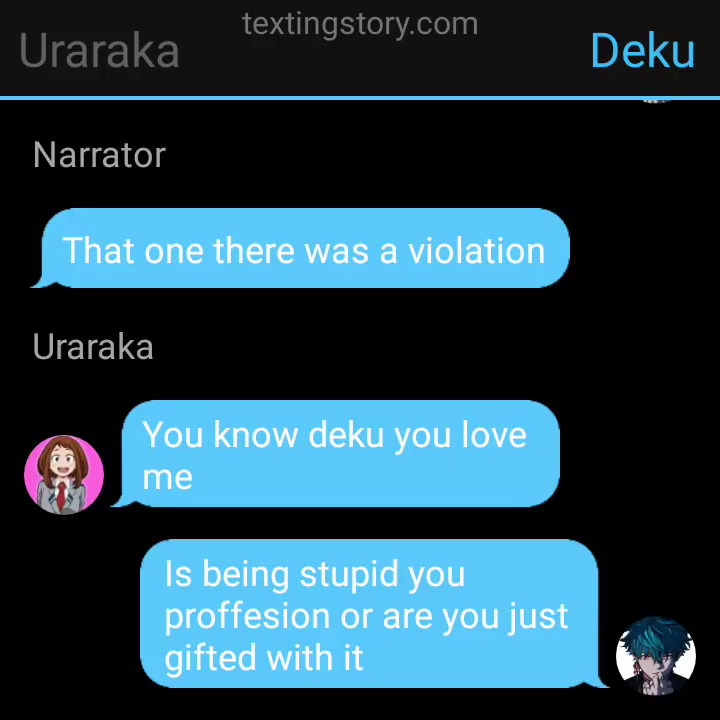 textingstory.com
Uraraka
Deku
Narrator
That one there was a violation
Uraraka
You know deku you love
me
Is being stupid you
proffesion or are you just
gifted with it